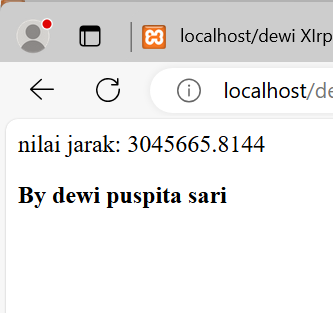 localhost/dewi XIrp
localhost/de
nilai jarak: 3045665.8144
By dewi puspita sari